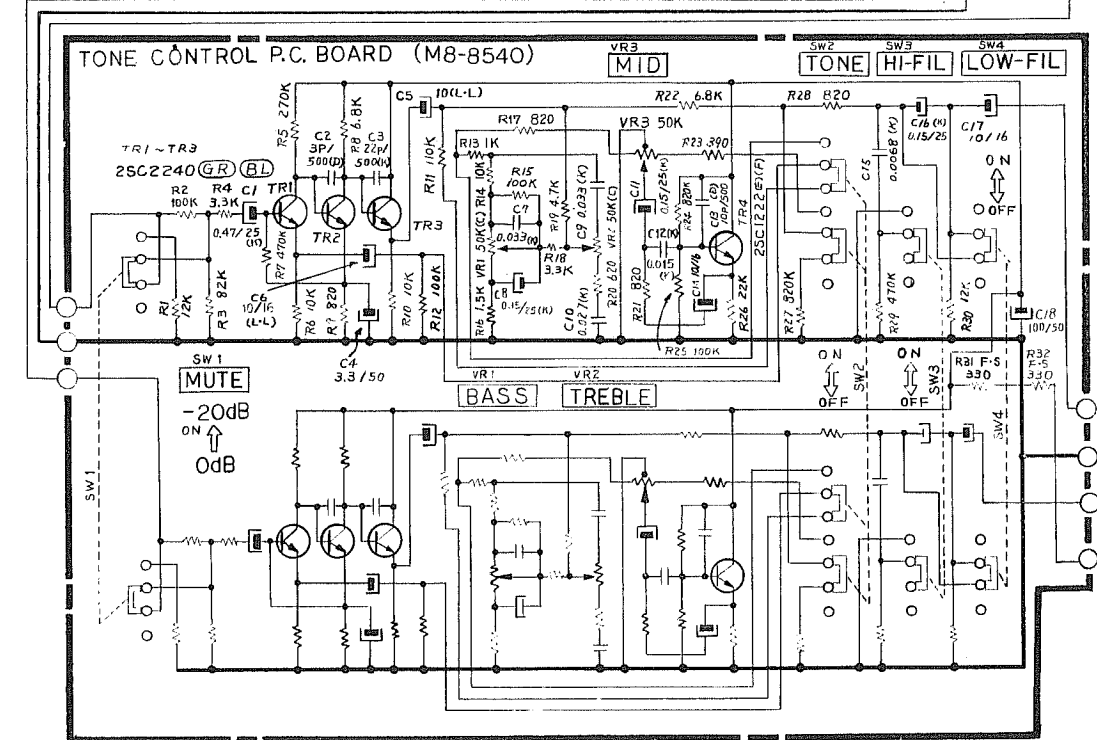 TONE CONTROL P.C. BOARD (M8-8540)
VR3
MID
SW2
TONE
SW3
HI-FIL
SW4
LOW-FIL
TR1~TR3
2SC2240 GR BL
R2
100K
R4
3.3K
C1
0.47/25
(K)
TR1
R5 270K
C2
3P/
500(D)
R8 6.8K
C3
22P/
500(K)
C5
10(L·L)
TR2
TR3
R1
12K
R3 82K
R7 470K
C6
10/16
(L·L)
R6 10K
R9 820
C4
3.3/50
R10 10K
R12 100K
R11 110K
R17 820
R13 1K
R14 10K
R15
100K
C7
0.033(K)
VR1 50K(C)
R16 1.5K
C8
0.15/25(K)
R18
3.3K
R19 4.7K
C9 0.033(K)
VR2 50K(C)
R20 620
C10
0.027(K)
R22 6.8K
VR3 50K
R23 390
C11
0.15/25(K)
C12(K)
0.015
R21 820
R24 820K
C13 (D)
10p/500
C14 10/16
TR4
2SC1222(E)(F)
R26 22K
R25 100K
R28 820
R27 820K
C15
0.0068 (K)
C16 (K)
0.15/25
C17
10/16
R19 470K
R30 12K
C18
100/50
ON
OFF
R31 F·S
330
R32
F·S
330
SW1
MUTE
-20dB
ON
0dB
SW1
VR1
BASS
VR2
TREBLE
ON
OFF
SW2
ON
OFF
SW3
SW4